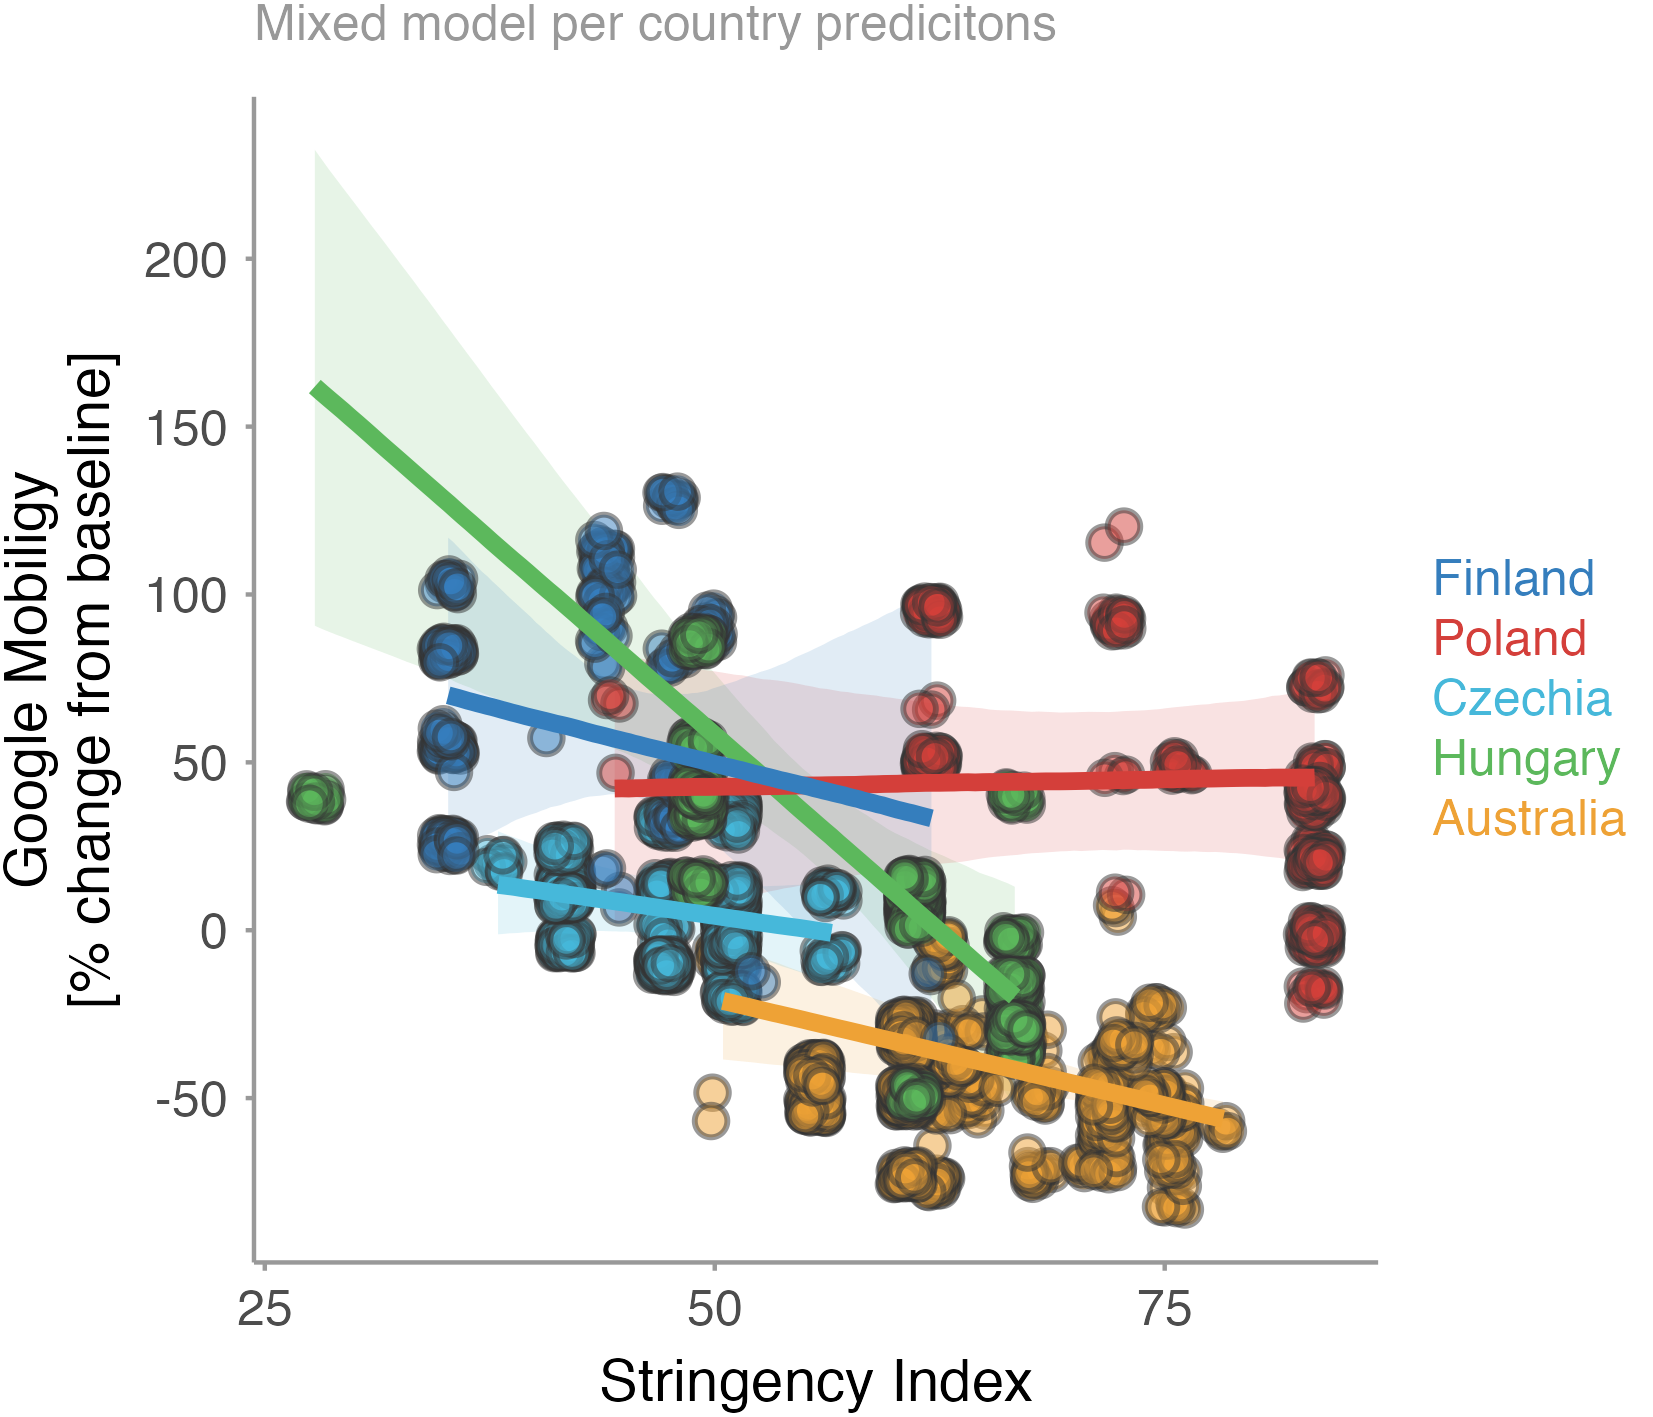 Mixed model per country predicitons
Google Mobiligy
[% change from baseline]
200
150
100
50
0
-50
25
50
75
Stringency Index
Finland
Poland
Czechia
Hungary
Australia